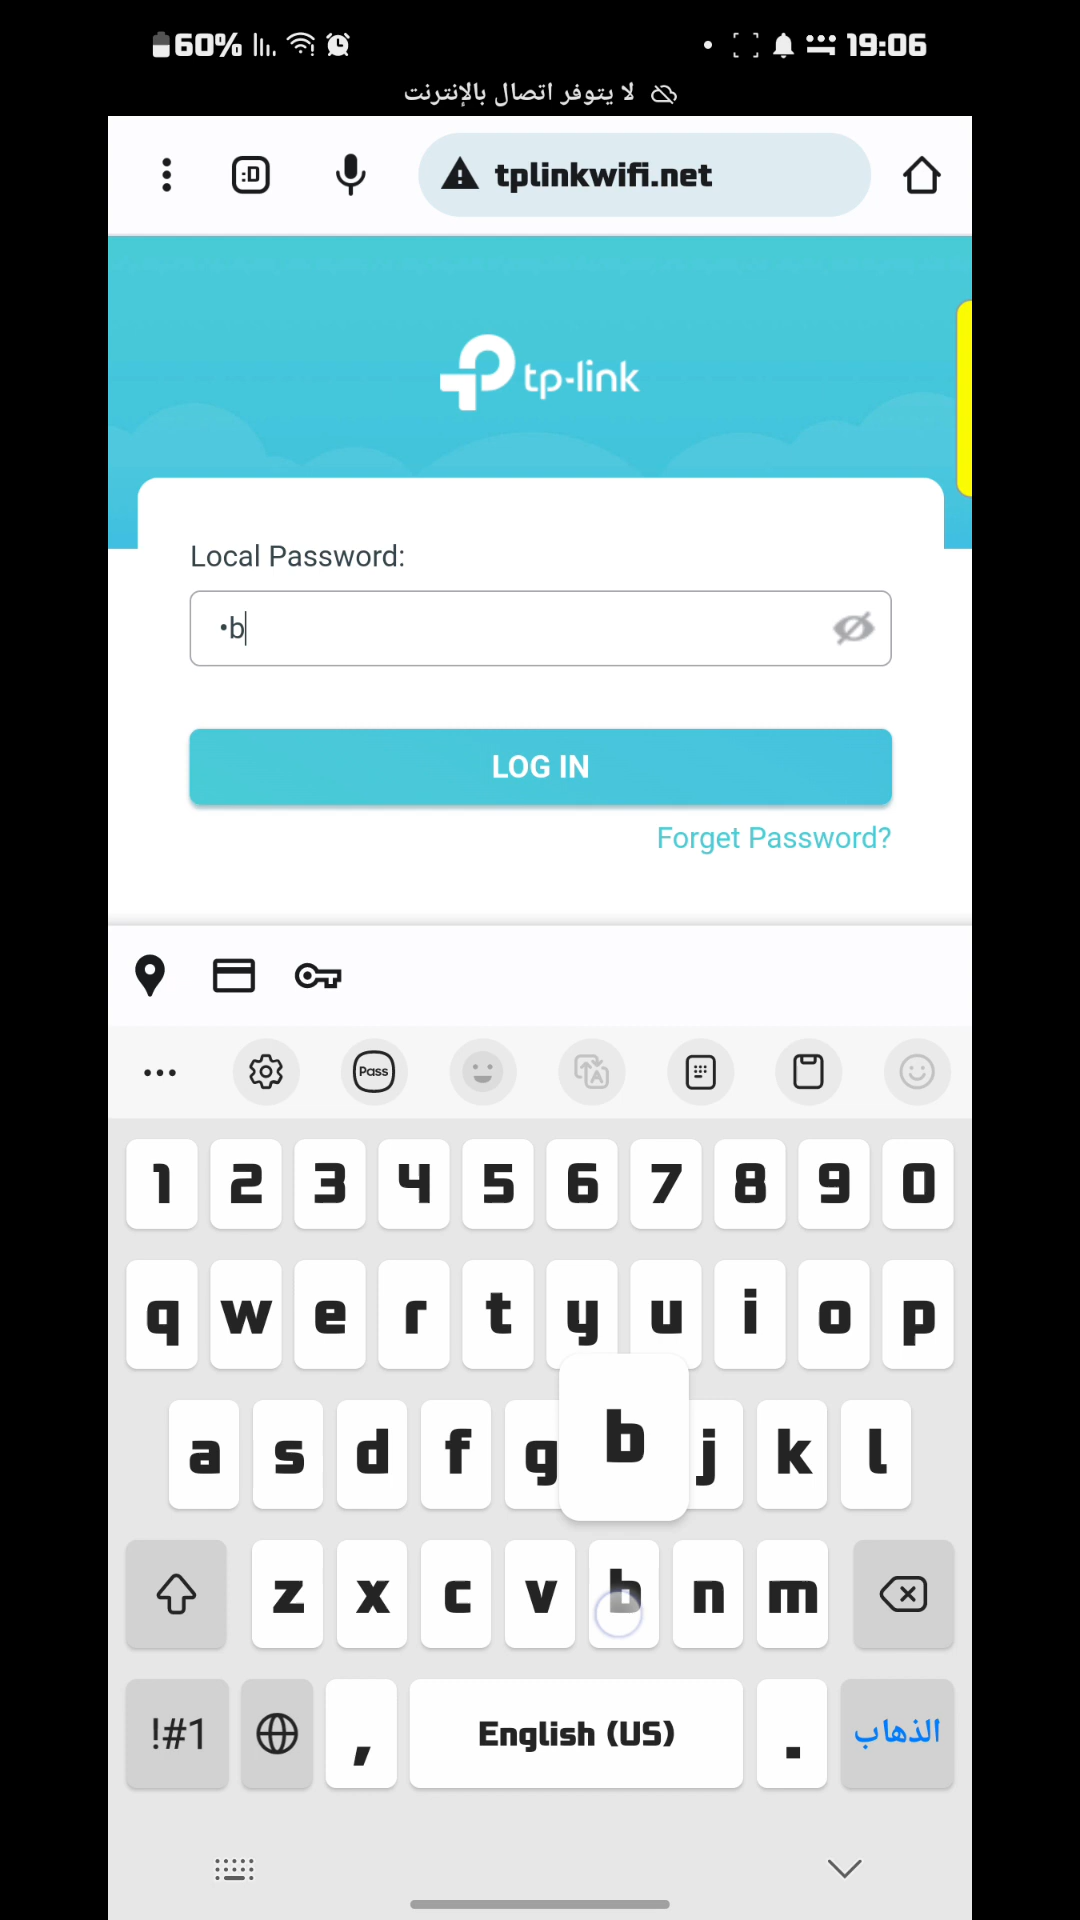 60% 19:06
لا يتوفر اتصال بالإنترنت
:D tplinkwifi.net
tp-link
Local Password:
•b
LOG IN
Forget Password?
Pass
1 2 3 4 5 6 7 8 9 0
q w e r t y u i o p
a s d f g b j k l
z x c v b n m
!#1 , English (US) . الذهاب